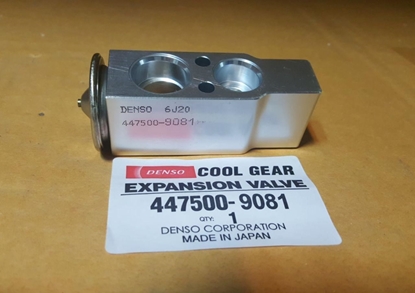 DENSO 6J20
447500-9081
DENSO COOL GEAR
EXPANSION VALVE
447500-9081
QTY. 1
DENSO CORPORATION
MADE IN JAPAN